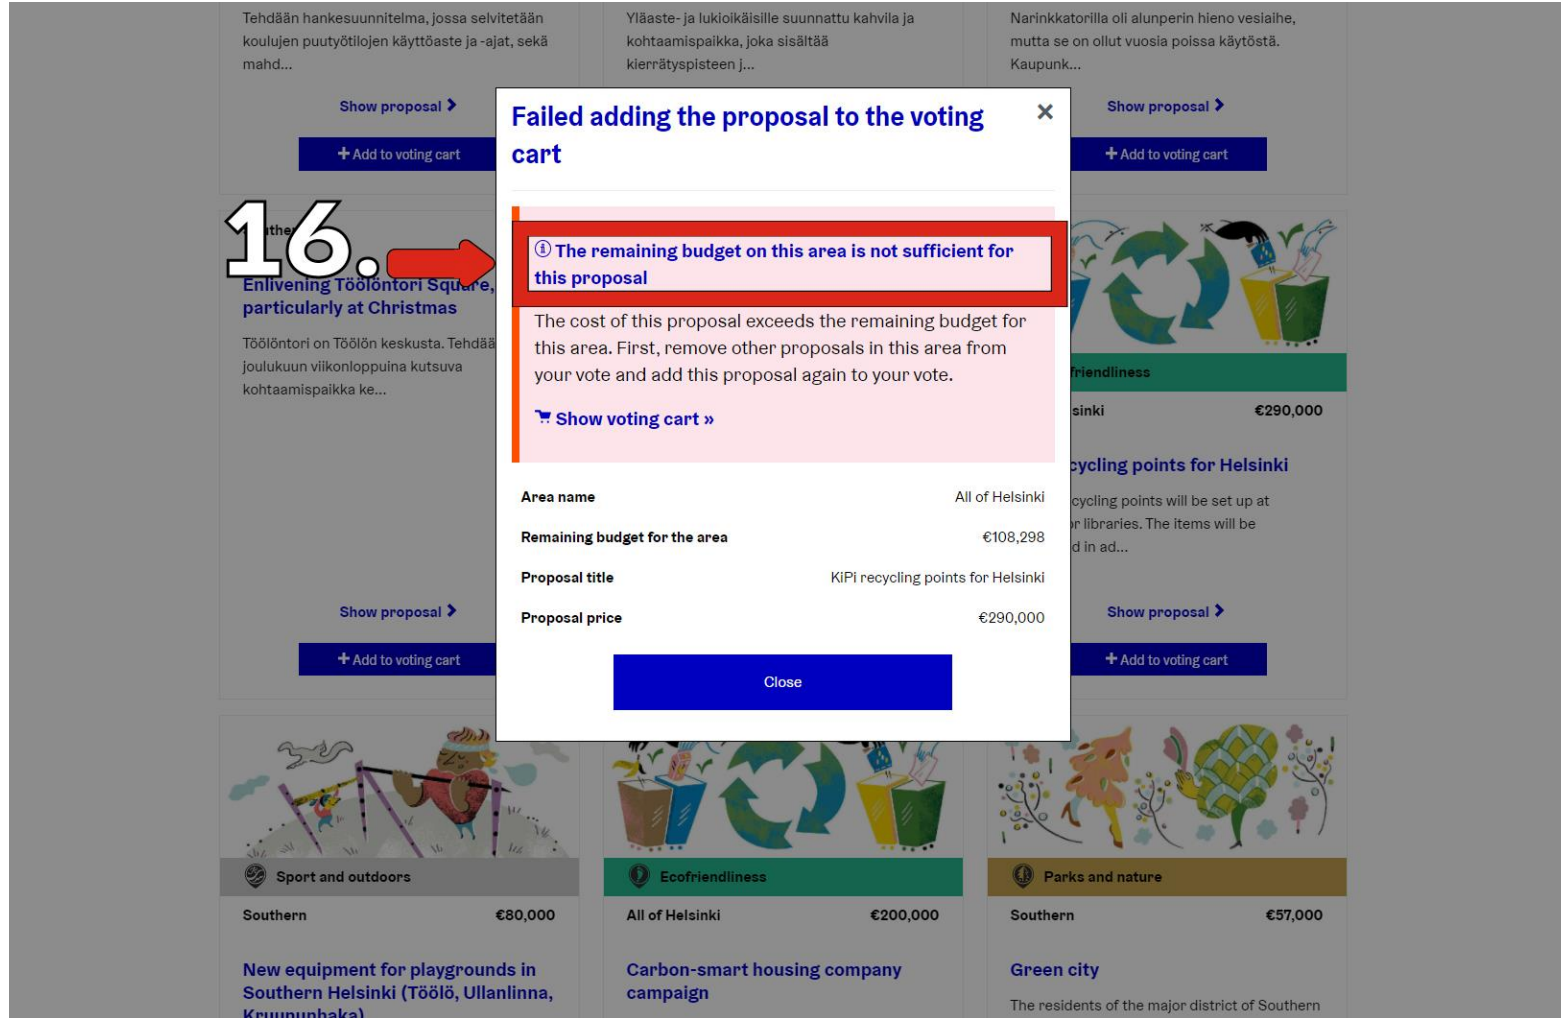 Tehdään hankesuunnitelma, jossa selvitetään
koulujen puutyötilojen käyttöaste ja -ajat, sekä
mahd...
Show proposal
+ Add to voting cart
Yläaste- ja lukioikäisille suunnattu kahvila ja
kohtaamispaikka, joka sisältää
kierrätyspisteen j...
Narinkkatorilla oli alunperin hieno vesiaihe,
mutta se on ollut vuosia poissa käytöstä.
Kaupunk...
Show proposal
+ Add to voting cart
Failed adding the proposal to the voting
cart
×
16.
The remaining budget on this area is not sufficient for
this proposal
The cost of this proposal exceeds the remaining budget for
this area. First, remove other proposals in this area from
your vote and add this proposal again to your vote.
Show voting cart »
Area name All of Helsinki
Remaining budget for the area €108,298
Proposal title KiPi recycling points for Helsinki
Proposal price €290,000
Close
Enlivening Töölöntori Square,
particularly at Christmas
Töölöntori on Töölön keskusta. Tehdää
joulukuun viikonloppuina kutsuva
kohtaamispaikka ke...
Show proposal
+ Add to voting cart
friendliness
sinki €290,000
cycling points for Helsinki
cycling points will be set up at
r libraries. The items will be
d in ad...
Show proposal
+ Add to voting cart
Sport and outdoors
Southern €80,000
New equipment for playgrounds in
Southern Helsinki (Töölö, Ullanlinna,
Kruununhaka)
Ecofriendliness
All of Helsinki €200,000
Carbon-smart housing company
campaign
Parks and nature
Southern €57,000
Green city
The residents of the major district of Southern